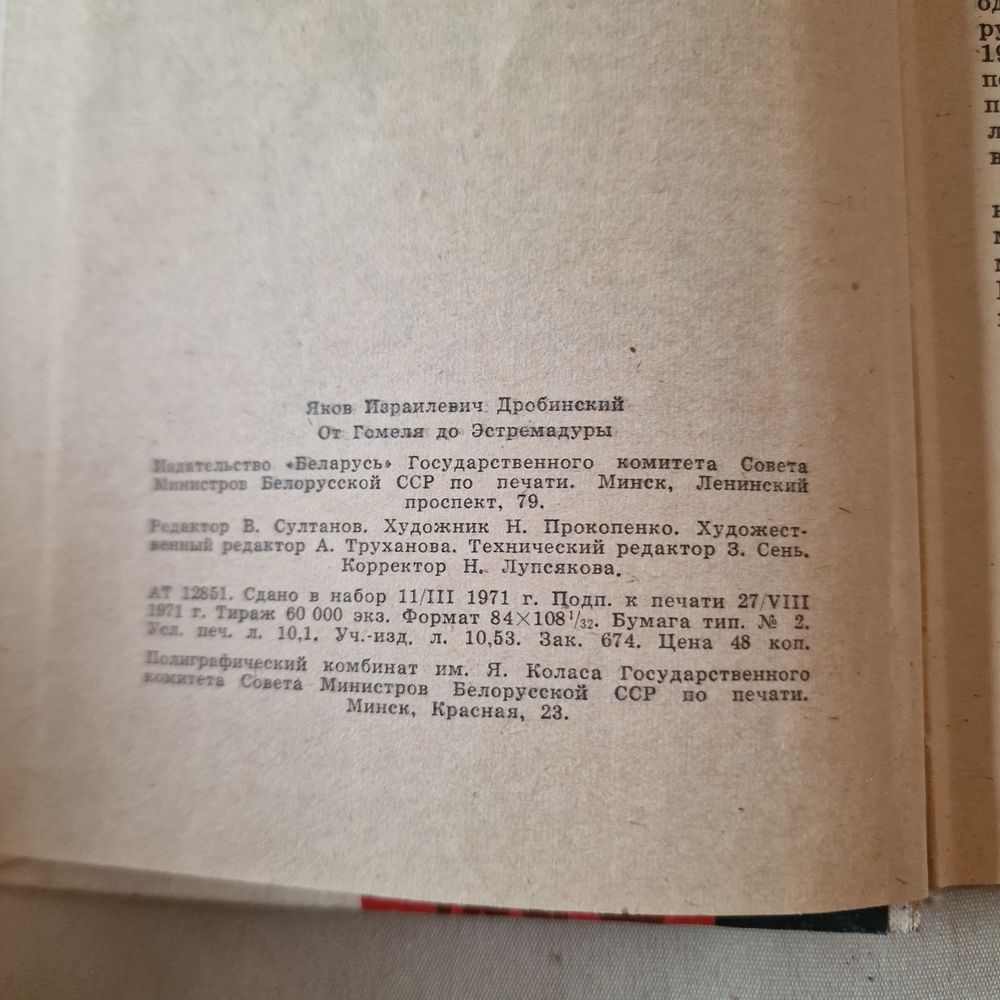 Яков Израилевич Дробинский
От Гомеля до Эстремадуры
Издательство «Беларусь» Государственного комитета Совета
Министров Белорусской ССР по печати. Минск, Ленинский
проспект, 79.
Редактор В. Султанов. Художник Н. Прокопенко. Художест-
венный редактор А. Труханова. Технический редактор З. Сень.
Корректор Н. Лупсякова.
АТ 12851. Сдано в набор 11/III 1971 г. Подп. к печати 27/VIII
1971 г. Тираж 60 000 экз. Формат 84×108¹/₃₂. Бумага тип. № 2.
Усл. печ. л. 10,1. Уч.-изд. л. 10,53. Зак. 674. Цена 48 коп.
Полиграфический комбинат им. Я. Коласа Государственного
комитета Совета Министров Белорусской ССР по печати.
Минск, Красная, 23.